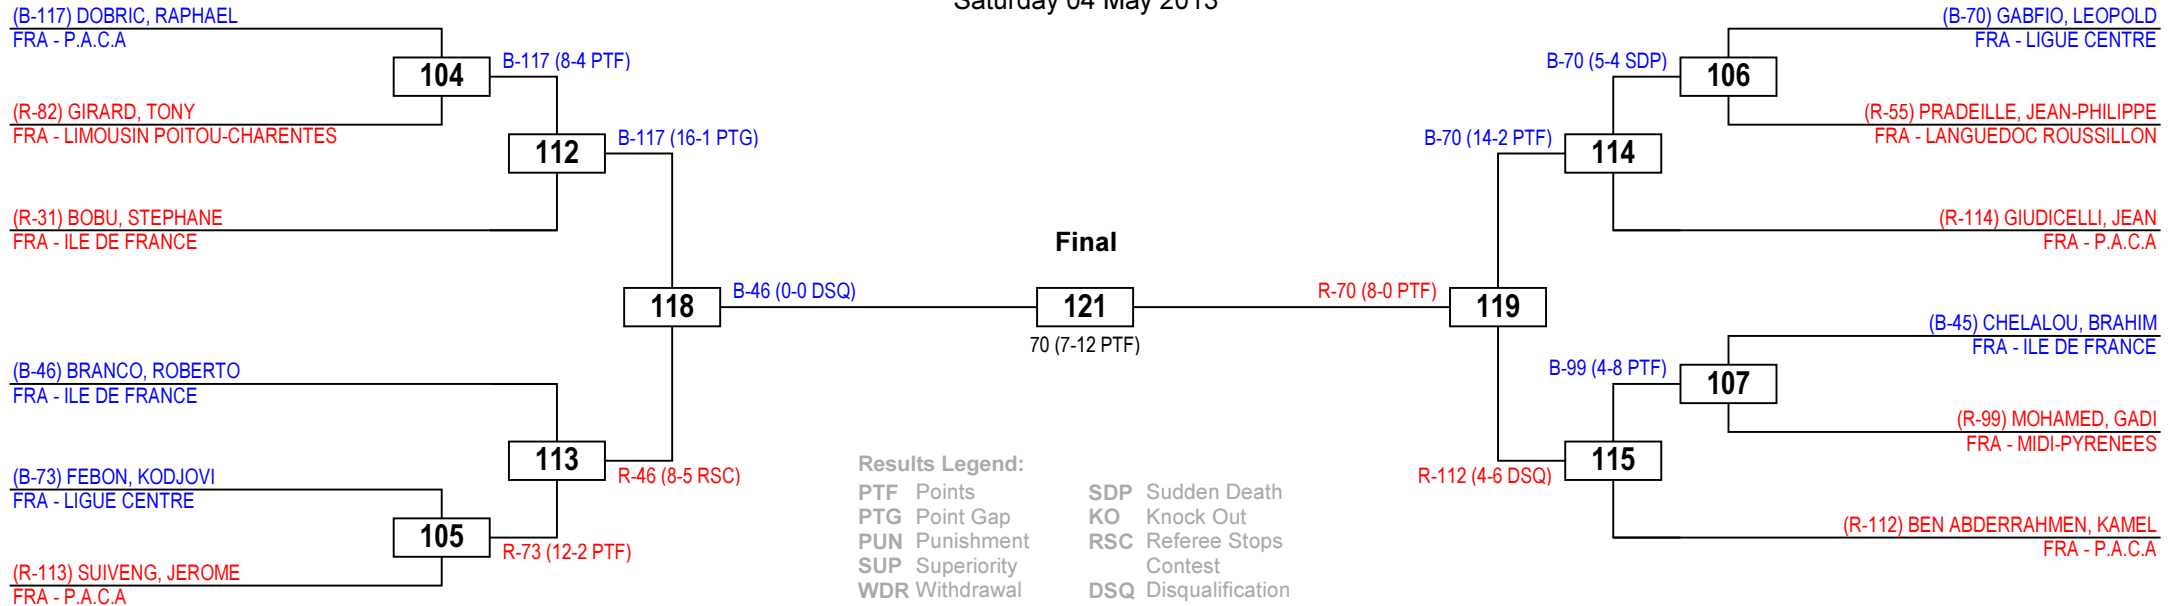 Saturday 04 May 2013
(B-117) DOBRIC, RAPHAEL
FRA - P.A.C.A
104
B-117 (8-4 PTF)
(R-82) GIRARD, TONY
FRA - LIMOUSIN POITOU-CHARENTES
112
B-117 (16-1 PTG)
(R-31) BOBU, STEPHANE
FRA - ILE DE FRANCE
118
B-46 (0-0 DSQ)
(B-46) BRANCO, ROBERTO
FRA - ILE DE FRANCE
113
R-46 (8-5 RSC)
(B-73) FEBON, KODJOVI
FRA - LIGUE CENTRE
105
R-73 (12-2 PTF)
(R-113) SUIVENG, JEROME
FRA - P.A.C.A
Final
121
70 (7-12 PTF)
(B-70) GABFIO, LEOPOLD
FRA - LIGUE CENTRE
B-70 (5-4 SDP)
106
(R-55) PRADEILLE, JEAN-PHILIPPE
FRA - LANGUEDOC ROUSSILLON
B-70 (14-2 PTF)
114
(R-114) GIUDICELLI, JEAN
FRA - P.A.C.A
R-70 (8-0 PTF)
119
(B-45) CHELALOU, BRAHIM
FRA - ILE DE FRANCE
B-99 (4-8 PTF)
107
(R-99) MOHAMED, GADI
FRA - MIDI-PYRENEES
R-112 (4-6 DSQ)
115
(R-112) BEN ABDERRAHMEN, KAMEL
FRA - P.A.C.A
Results Legend:
PTF Points
PTG Point Gap
PUN Punishment
SUP Superiority
WDR Withdrawal
SDP Sudden Death
KO Knock Out
RSC Referee Stops
Contest
DSQ Disqualification